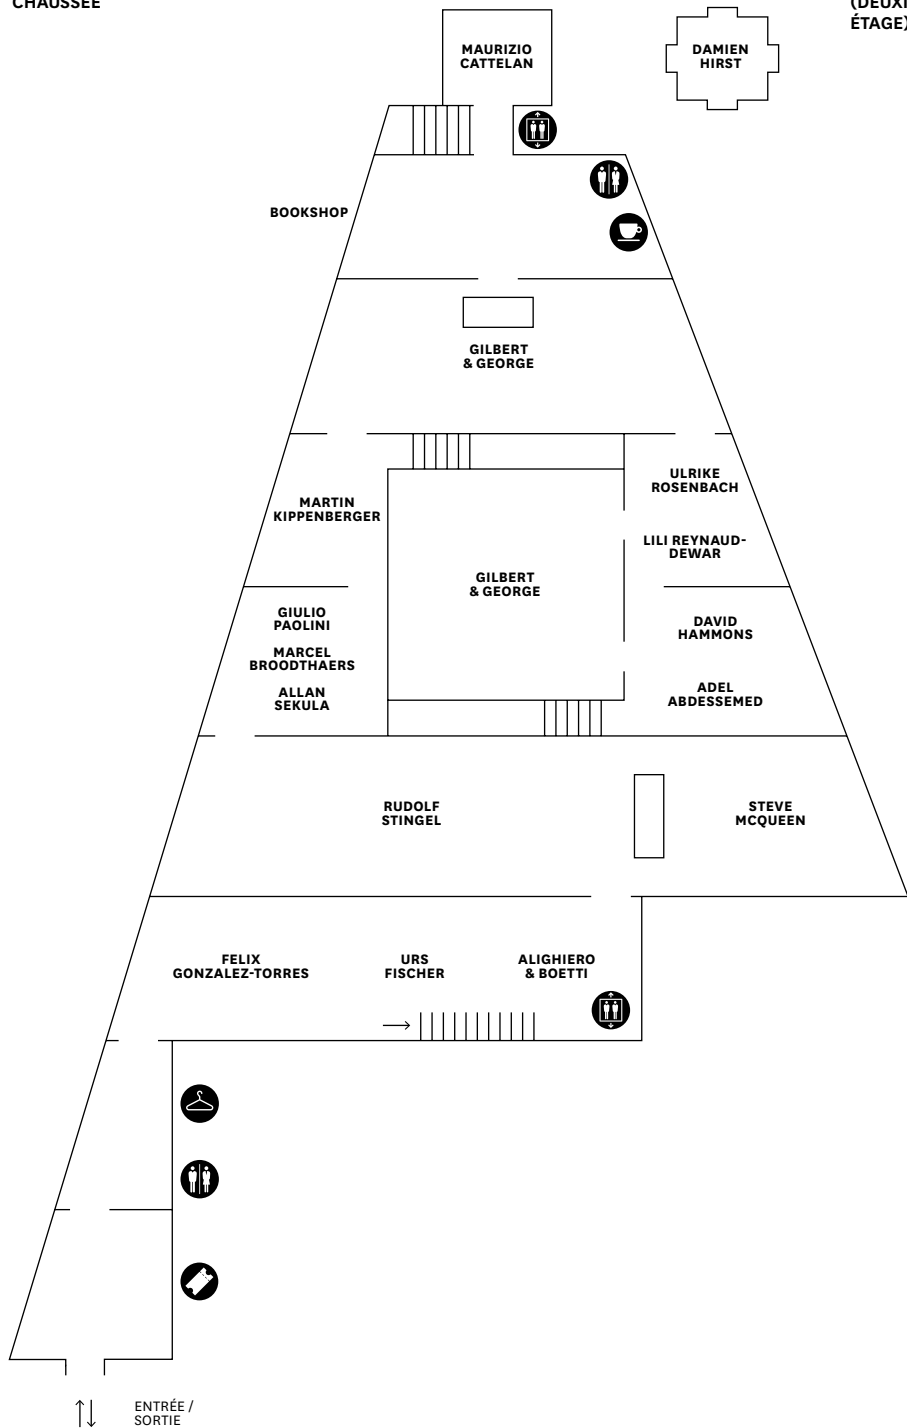 CHAUSSÉE
ÉTAGE)
MAURIZIO
CATTELAN
DAMIEN
HIRST
BOOKSHOP
GILBERT
& GEORGE
ULRIKE
ROSENBACH
MARTIN
KIPPENBERGER
LILI REYNAUD-
DEWAR
GILBERT
& GEORGE
GIULIO
PAOLINI
MARCEL
BROODTHAERS
ALLAN
SEKULA
DAVID
HAMMONS
ADEL
ABDESSEMED
RUDOLF
STINGEL
STEVE
MCQUEEN
FELIX
GONZALEZ-TORRES
URS
FISCHER
ALIGHIERO
& BOETTI
ENTRÉE /
SORTIE